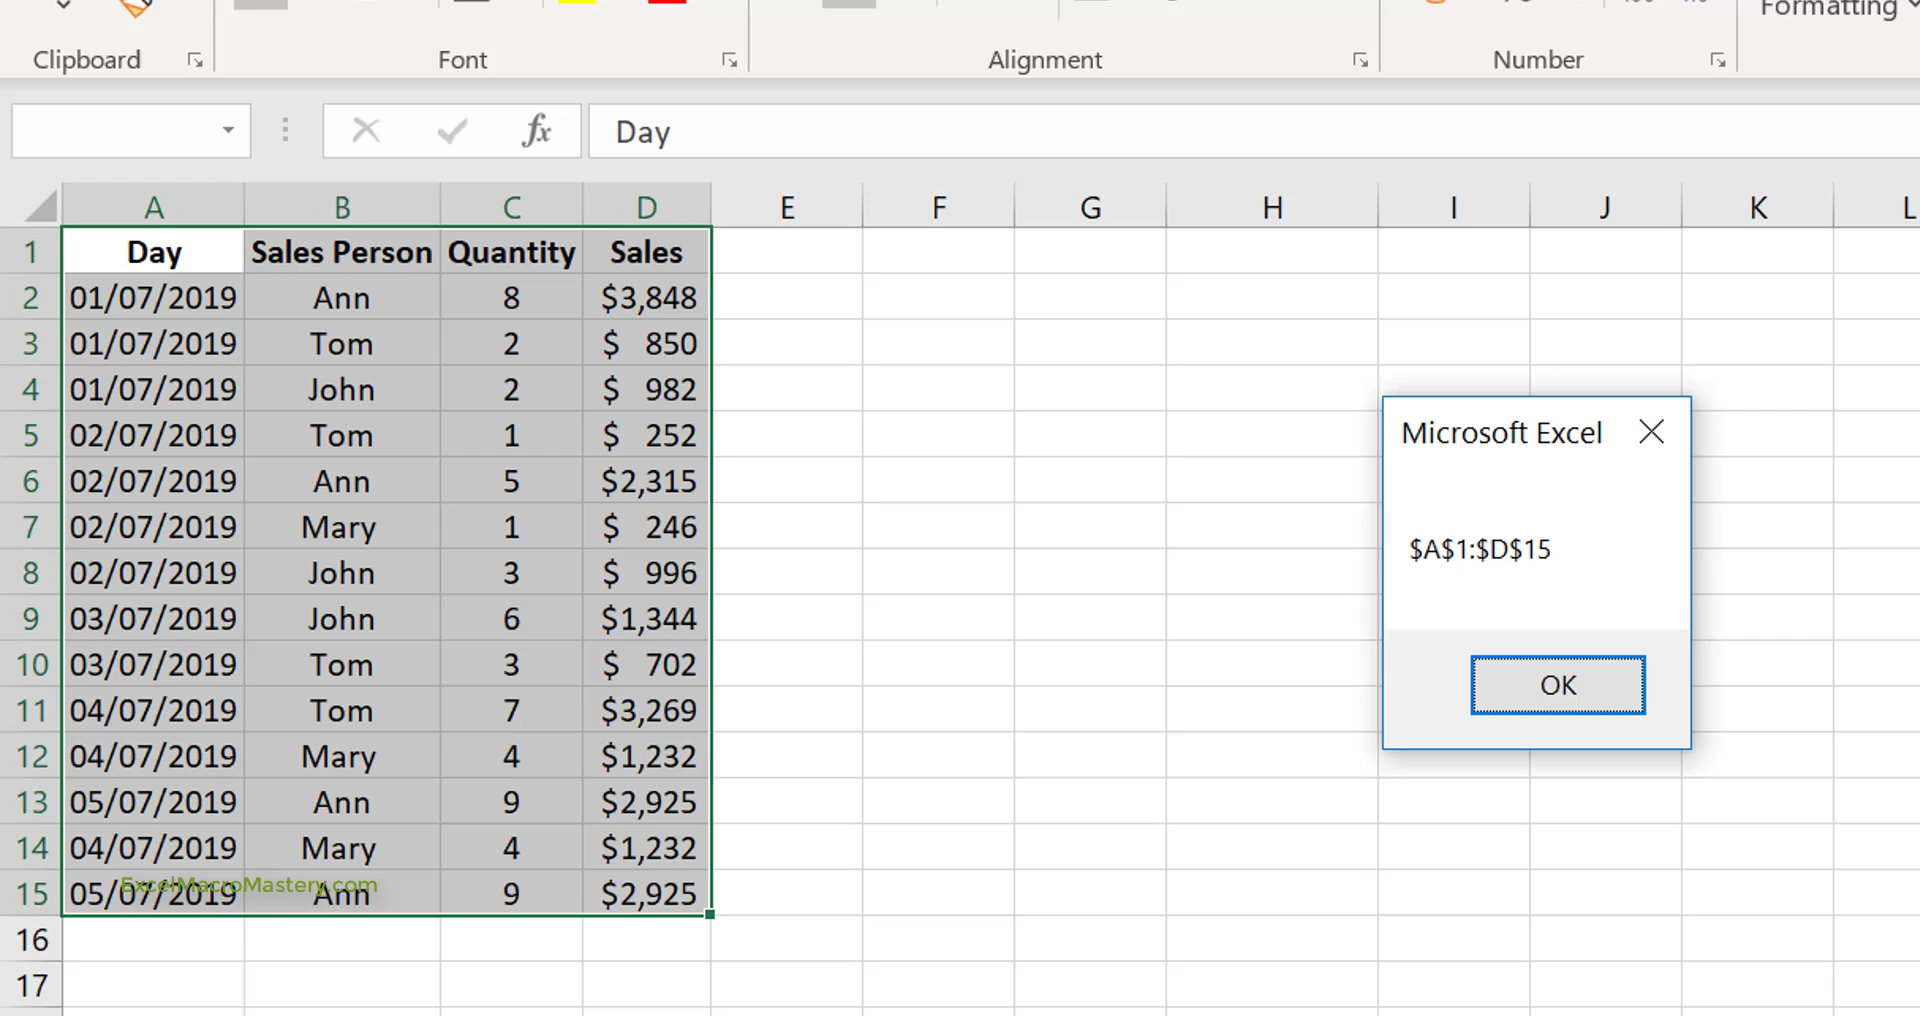 Formatting
Clipboard Font Alignment Number
fx Day
A B C D E F G H I J K L
1 Day Sales Person Quantity Sales
2 01/07/2019 Ann 8 $3,848
3 01/07/2019 Tom 2 $ 850
4 01/07/2019 John 2 $ 982
5 02/07/2019 Tom 1 $ 252
6 02/07/2019 Ann 5 $2,315
7 02/07/2019 Mary 1 $ 246
8 02/07/2019 John 3 $ 996
9 03/07/2019 John 6 $1,344
10 03/07/2019 Tom 3 $ 702
11 04/07/2019 Tom 7 $3,269
12 04/07/2019 Mary 4 $1,232
13 05/07/2019 Ann 9 $2,925
14 04/07/2019 Mary 4 $1,232
ExcelMacroMastery.com
15 05/07/2019 Ann 9 $2,925
16
17
Microsoft Excel
$A$1:$D$15
OK